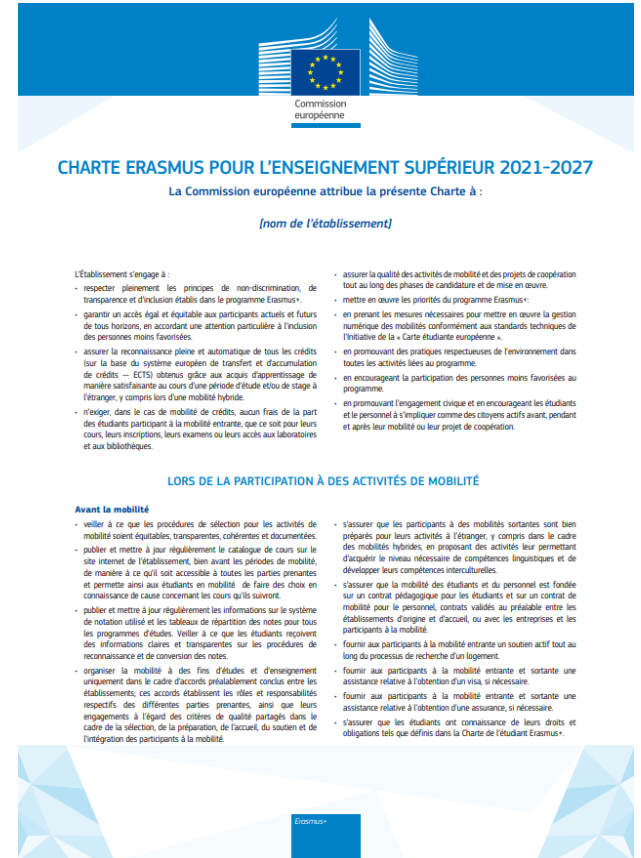 Commission
européenne
CHARTE ERASMUS POUR L'ENSEIGNEMENT SUPÉRIEUR 2021-2027
La Commission européenne attribue la présente Charte à :
[nom de l'établissement]
L'Établissement s'engage à :
- respecter pleinement les principes de non-discrimination, de
transparence et d'inclusion établis dans le programme Erasmus+.
- garantir un accès égal et équitable aux participants actuels et futurs
de tous horizons, en accordant une attention particulière à l'inclusion
des personnes moins favorisées.
- assurer la reconnaissance pleine et automatique de tous les crédits
(sur la base du système européen de transfert et d'accumulation
de crédits — ECTS) obtenus grâce aux acquis d'apprentissage de
manière satisfaisante au cours d'une période d'étude et/ou de stage à
l'étranger, y compris lors d'une mobilité hybride.
- n'exiger, dans le cas de mobilité de crédits, aucun frais de la part
des étudiants participant à la mobilité entrante, que ce soit pour leurs
cours, leurs inscriptions, leurs examens ou leurs accès aux laboratoires
et aux bibliothèques.
- assurer la qualité des activités de mobilité et des projets de coopération
tout au long des phases de candidature et de mise en œuvre.
- mettre en œuvre les priorités du programme Erasmus+:
- en prenant les mesures nécessaires pour mettre en œuvre la gestion
numérique des mobilités conformément aux standards techniques de
l'Initiative de la « Carte étudiante européenne ».
- en promouvant des pratiques respectueuses de l'environnement dans
toutes les activités liées au programme.
- en encourageant la participation des personnes moins favorisées au
programme.
- en promouvant l'engagement civique et en encourageant les étudiants
et le personnel à s'impliquer comme des citoyens actifs avant, pendant
et après leur mobilité ou leur projet de coopération.
LORS DE LA PARTICIPATION À DES ACTIVITÉS DE MOBILITÉ
Avant la mobilité
- veiller à ce que les procédures de sélection pour les activités de
mobilité soient équitables, transparentes, cohérentes et documentées.
- publier et mettre à jour régulièrement le catalogue de cours sur le
site internet de l'établissement, bien avant les périodes de mobilité,
de manière à ce qu'il soit accessible à toutes les parties prenantes
et permette ainsi aux étudiants en mobilité de faire des choix en
connaissance de cause concernant les cours qu'ils suivront.
- publier et mettre à jour régulièrement les informations sur le système
de notation utilisé et les tableaux de répartition des notes pour tous
les programmes d'études. Veiller à ce que les étudiants reçoivent
des informations claires et transparentes sur les procédures de
reconnaissance et de conversion des notes.
- organiser la mobilité à des fins d'études et d'enseignement
uniquement dans le cadre d'accords préalablement conclus entre les
établissements; ces accords établissent les rôles et responsabilités
respectifs des différentes parties prenantes, ainsi que leurs
engagements à l'égard des critères de qualité partagés dans le
cadre de la sélection, de la préparation, de l'accueil, du soutien et de
l'intégration des participants à la mobilité.
- s'assurer que les participants à des mobilités sortantes sont bien
préparés pour leurs activités à l'étranger, y compris dans le cadre
des mobilités hybrides, en proposant des activités leur permettant
d'acquérir le niveau nécessaire de compétences linguistiques et de
développer leurs compétences interculturelles.
- s'assurer que la mobilité des étudiants et du personnel est fondée
sur un contrat pédagogique pour les étudiants et sur un contrat de
mobilité pour le personnel, contrats validés au préalable entre les
établissements d'origine et d'accueil, ou avec les entreprises et les
participants à la mobilité.
- fournir aux participants à la mobilité entrante un soutien actif tout au
long du processus de recherche d'un logement.
- fournir aux participants à la mobilité entrante et sortante une
assistance relative à l'obtention d'un visa, si nécessaire.
- fournir aux participants à la mobilité entrante et sortante une
assistance relative à l'obtention d'une assurance, si nécessaire.
- s'assurer que les étudiants ont connaissance de leurs droits et
obligations tels que définis dans la Charte de l'étudiant Erasmus+.
Erasmus+